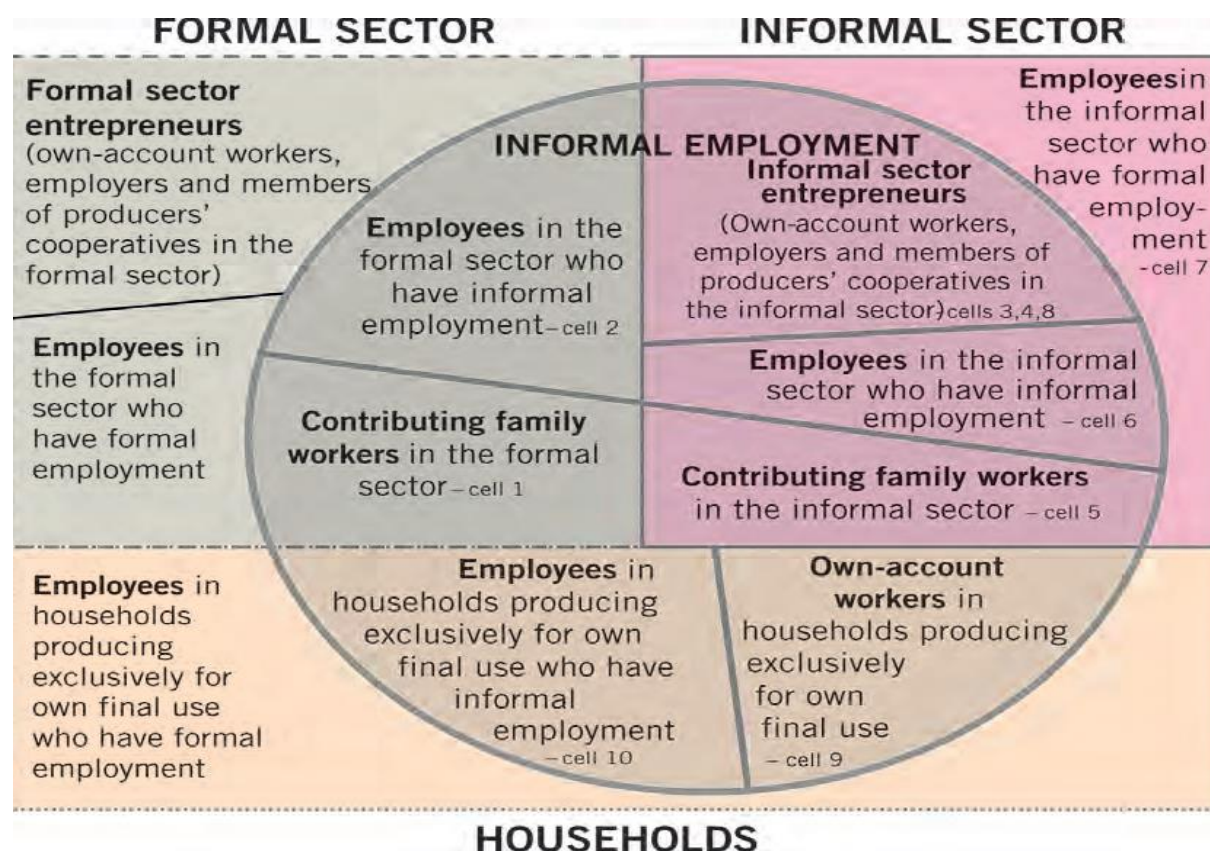 FORMAL SECTOR
INFORMAL SECTOR
Formal sector
entrepreneurs
(own-account workers,
employers and members
of producers'
cooperatives in the
formal sector)
Employees in
the formal
sector who
have formal
employment
INFORMAL EMPLOYMENT
Employees in the
formal sector who
have informal
employment–cell 2
Contributing family
workers in the formal
sector–cell 1
Informal sector
entrepreneurs
(Own-account workers,
employers and members of
producers' cooperatives in
the informal sector)cells 3,4,8
Employees in the informal
sector who have informal
employment – cell 6
Contributing family workers
in the informal sector – cell 5
Employeesin
the informal
sector who
have formal
employ-
ment
-cell 7
Employees in
households
producing
exclusively for
own final use
who have formal
employment
Employees in
households producing
exclusively for own
final use who have
informal
employment
–cell 10
Own-account
workers in
households producing
exclusively
for own
final use
– cell 9
HOUSEHOLDS